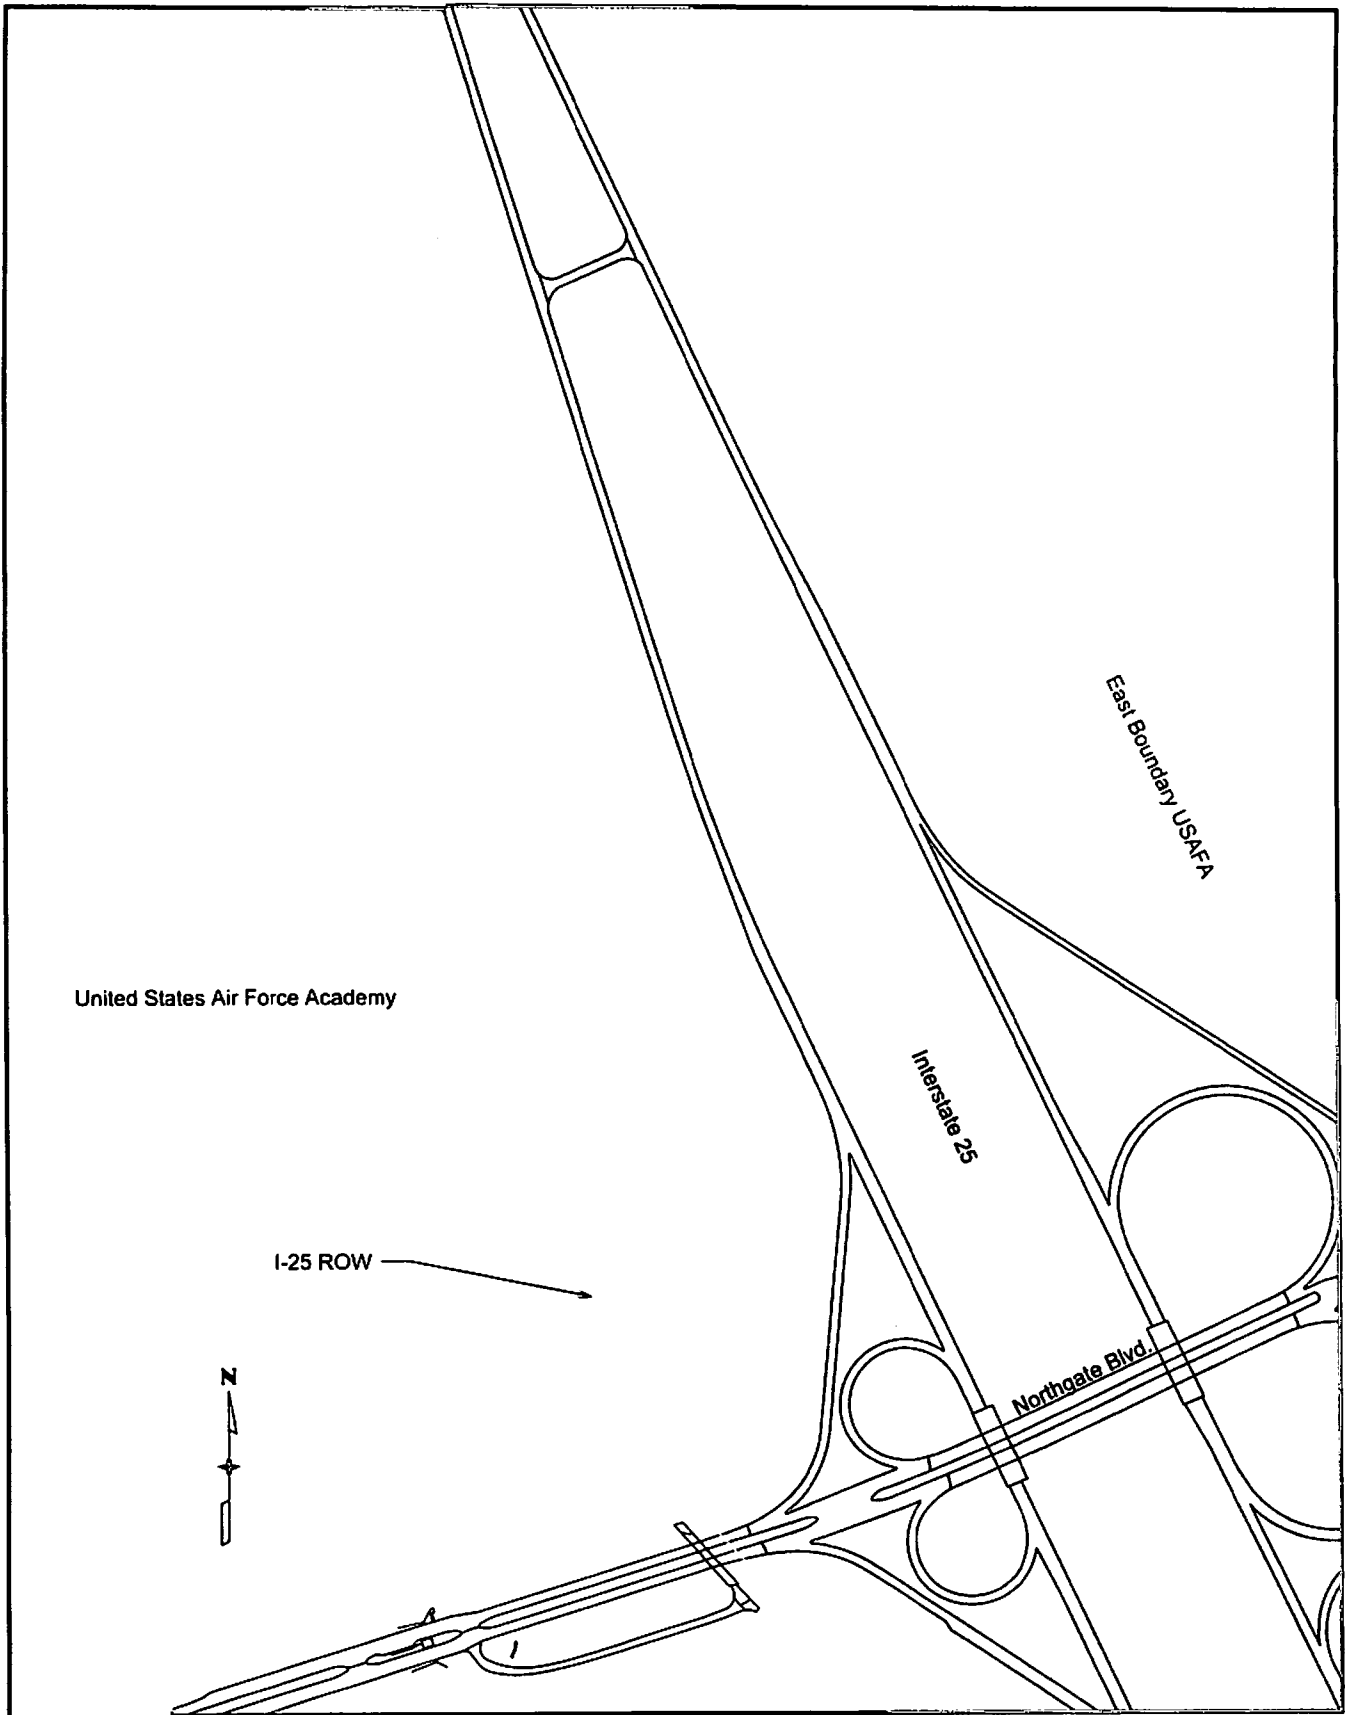 East Boundary USAFA
United States Air Force Academy
Interstate 25
I-25 ROW
Northgate Blvd.
N